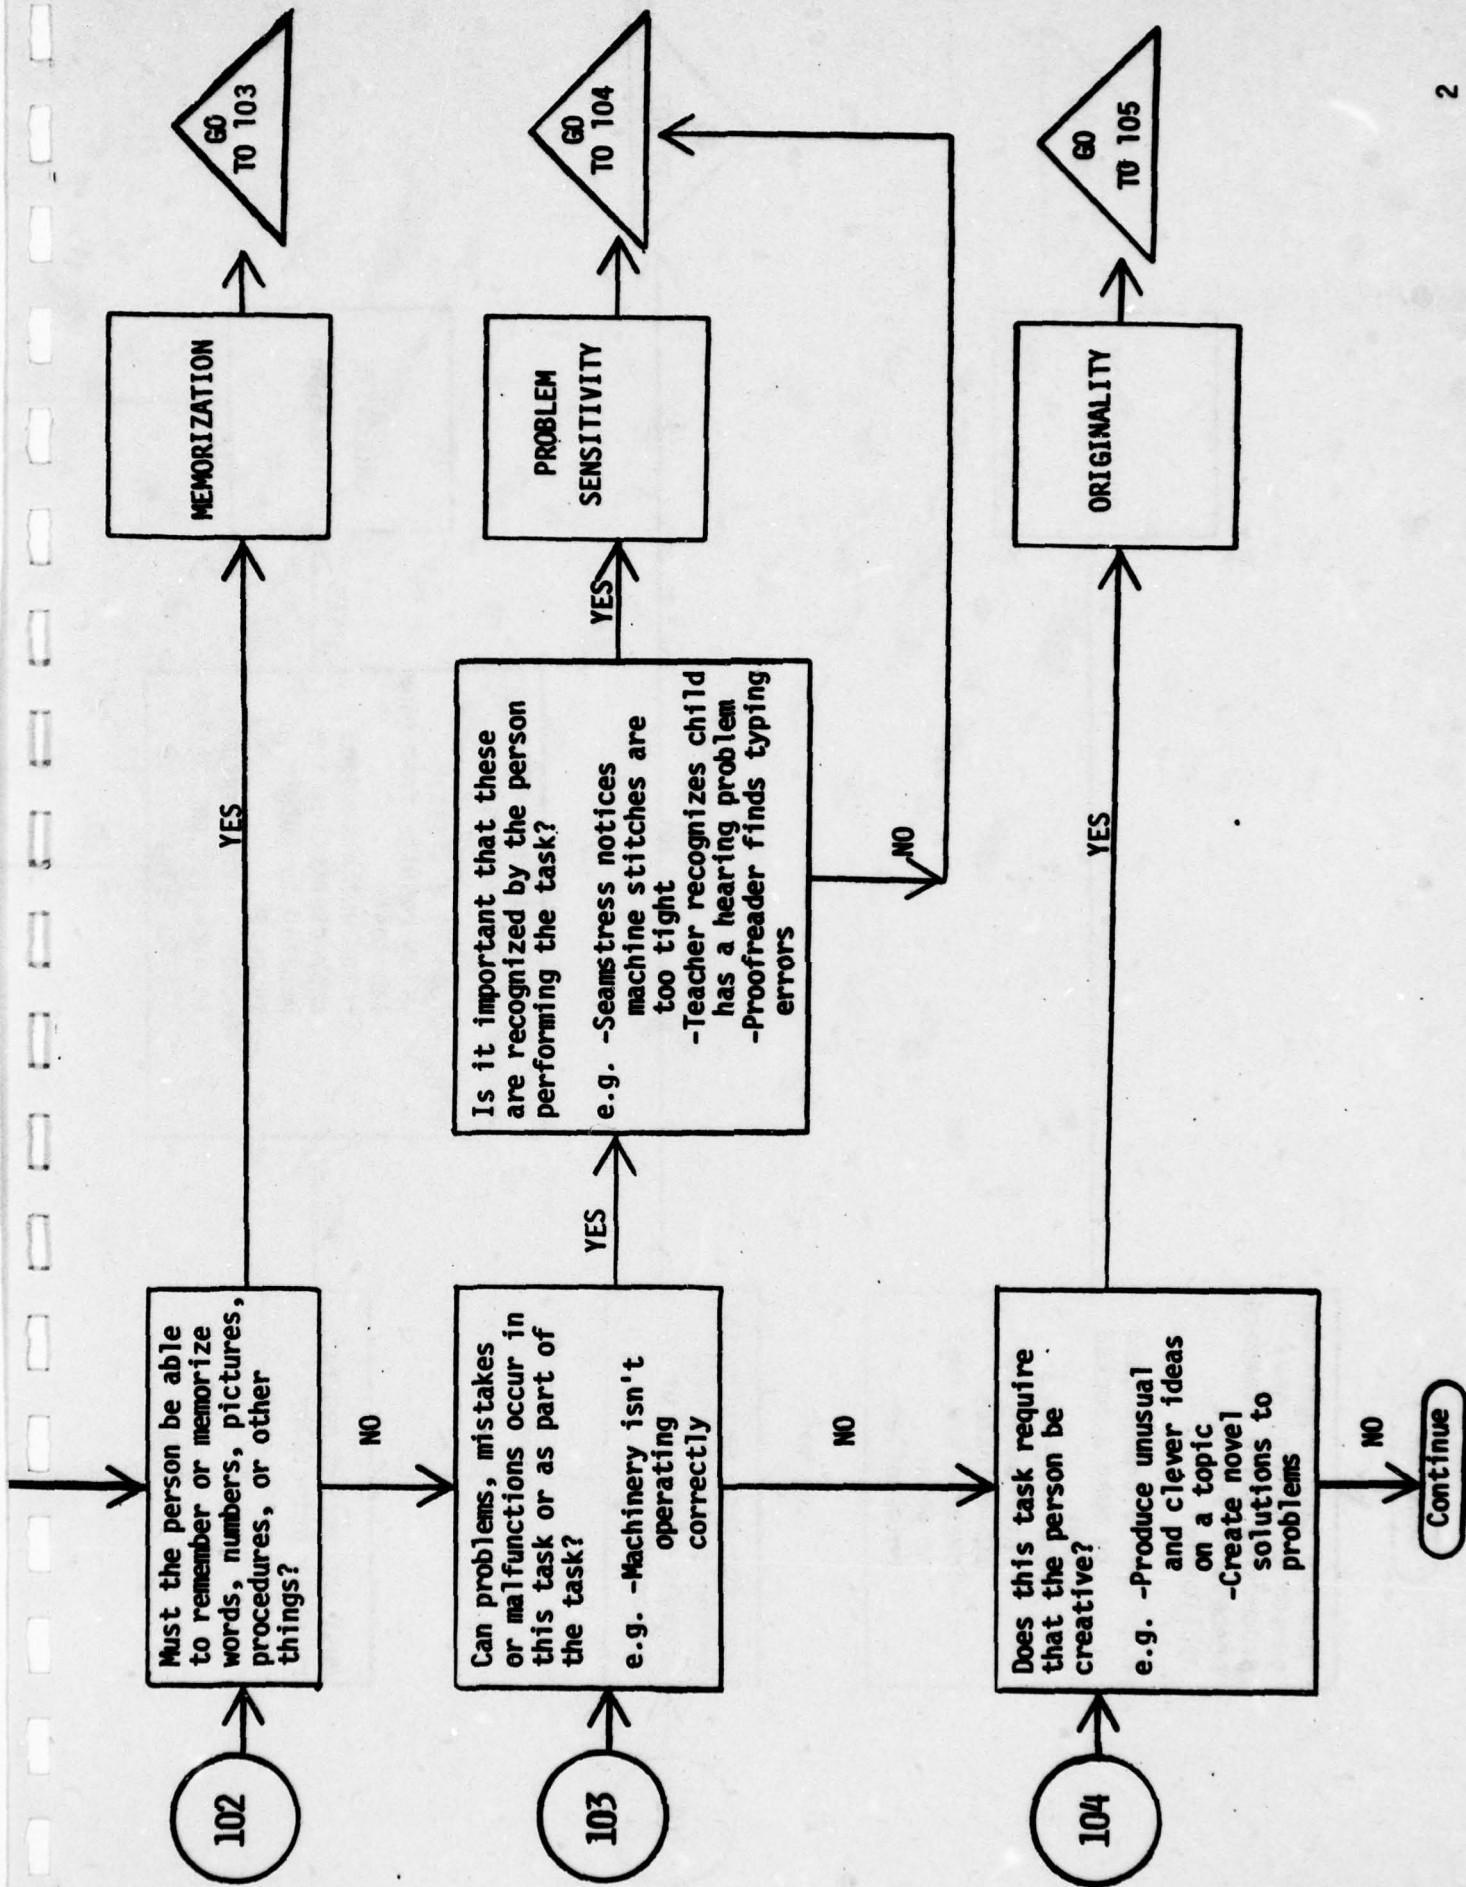 102
Must the person be able
to remember or memorize
words, numbers, pictures,
procedures, or other
things?
YES
MEMORIZATION
GO
TO 103
NO
103
Can problems, mistakes
or malfunctions occur in
this task or as part of
the task?
e.g. -Machinery isn't
operating
correctly
YES
Is it important that these
are recognized by the person
performing the task?
e.g. -Seamstress notices
machine stitches are
too tight
-Teacher recognizes child
has a hearing problem
-Proofreader finds typing
errors
YES
PROBLEM
SENSITIVITY
GO
TO 104
NO
NO
104
Does this task require
that the person be
creative?
e.g. -Produce unusual
and clever ideas
on a topic
-Create novel
solutions to
problems
YES
ORIGINALITY
GO
TO 105
NO
Continue
2